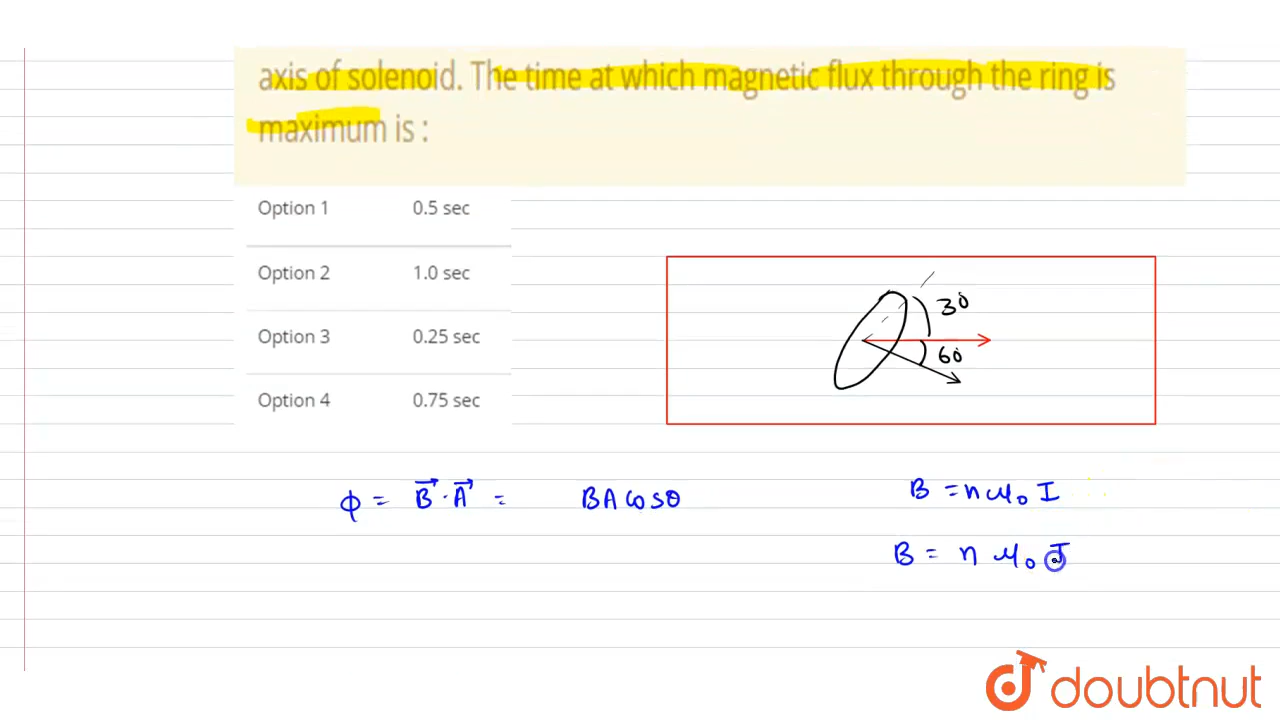 axis of solenoid. The time at which magnetic flux through the ring is
maximum is :
Option 1 0.5 sec
Option 2 1.0 sec
Option 3 0.25 sec
Option 4 0.75 sec
30
60
ϕ = B⃗ · A⃗ = BA cosθ
B = nμ₀I
B = nμ₀
doubtnut